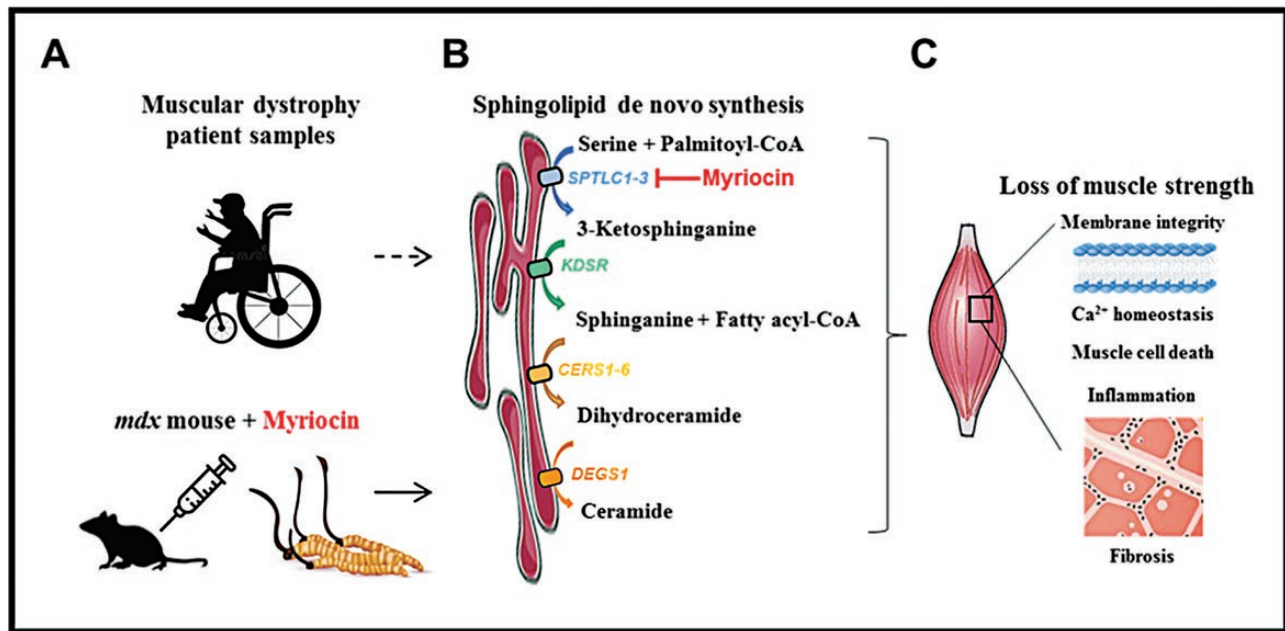 A
Muscular dystrophy
patient samples
mdx mouse + Myriocin
B
Sphingolipid de novo synthesis
Serine + Palmitoyl-CoA
SPTLC1-3
Myriocin
3-Ketosphinganine
KDSR
Sphinganine + Fatty acyl-CoA
CERS1-6
Dihydroceramide
DEGS1
Ceramide
C
Loss of muscle strength
Membrane integrity
Ca²⁺ homeostasis
Muscle cell death
Inflammation
Fibrosis